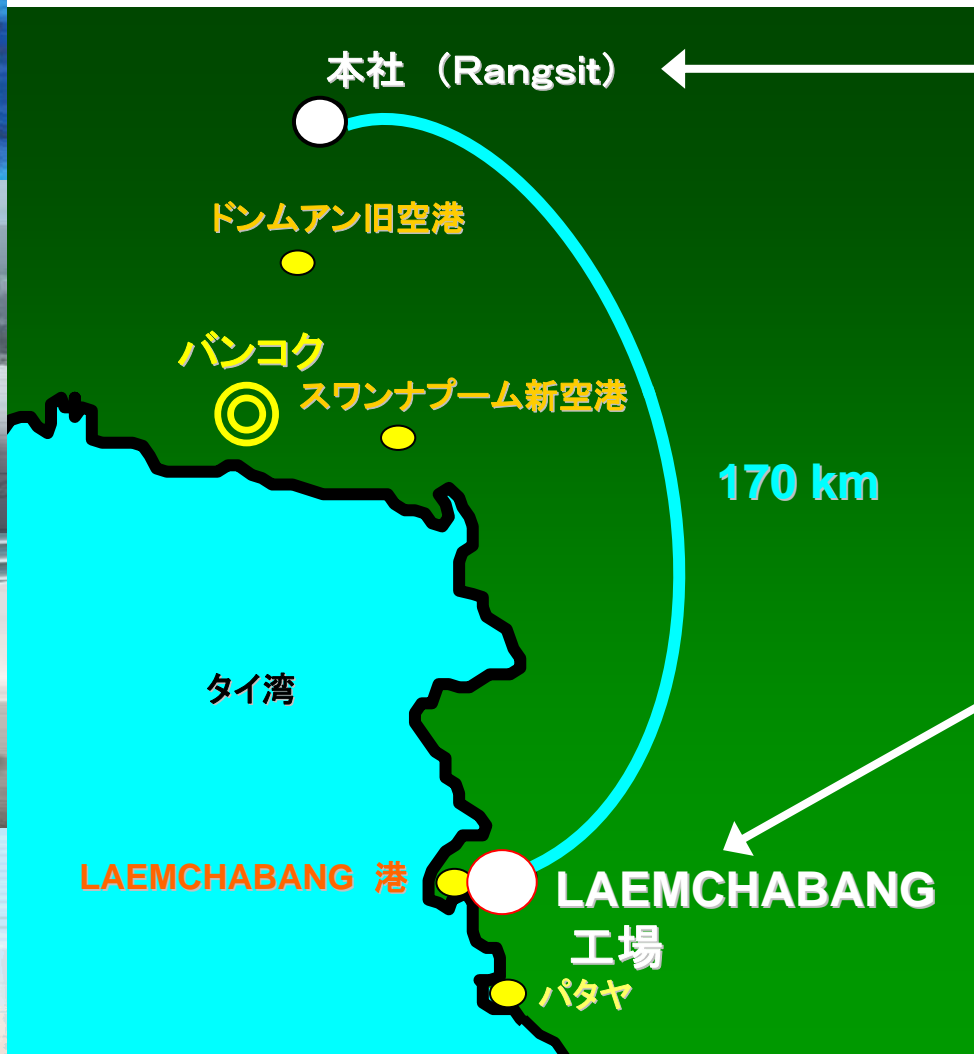 本社 （Rangsit）
ドンムアン旧空港
バンコク
スワンナプーム新空港
170 km
タイ湾
LAEMCHABANG 港
LAEMCHABANG
工場
パタヤ